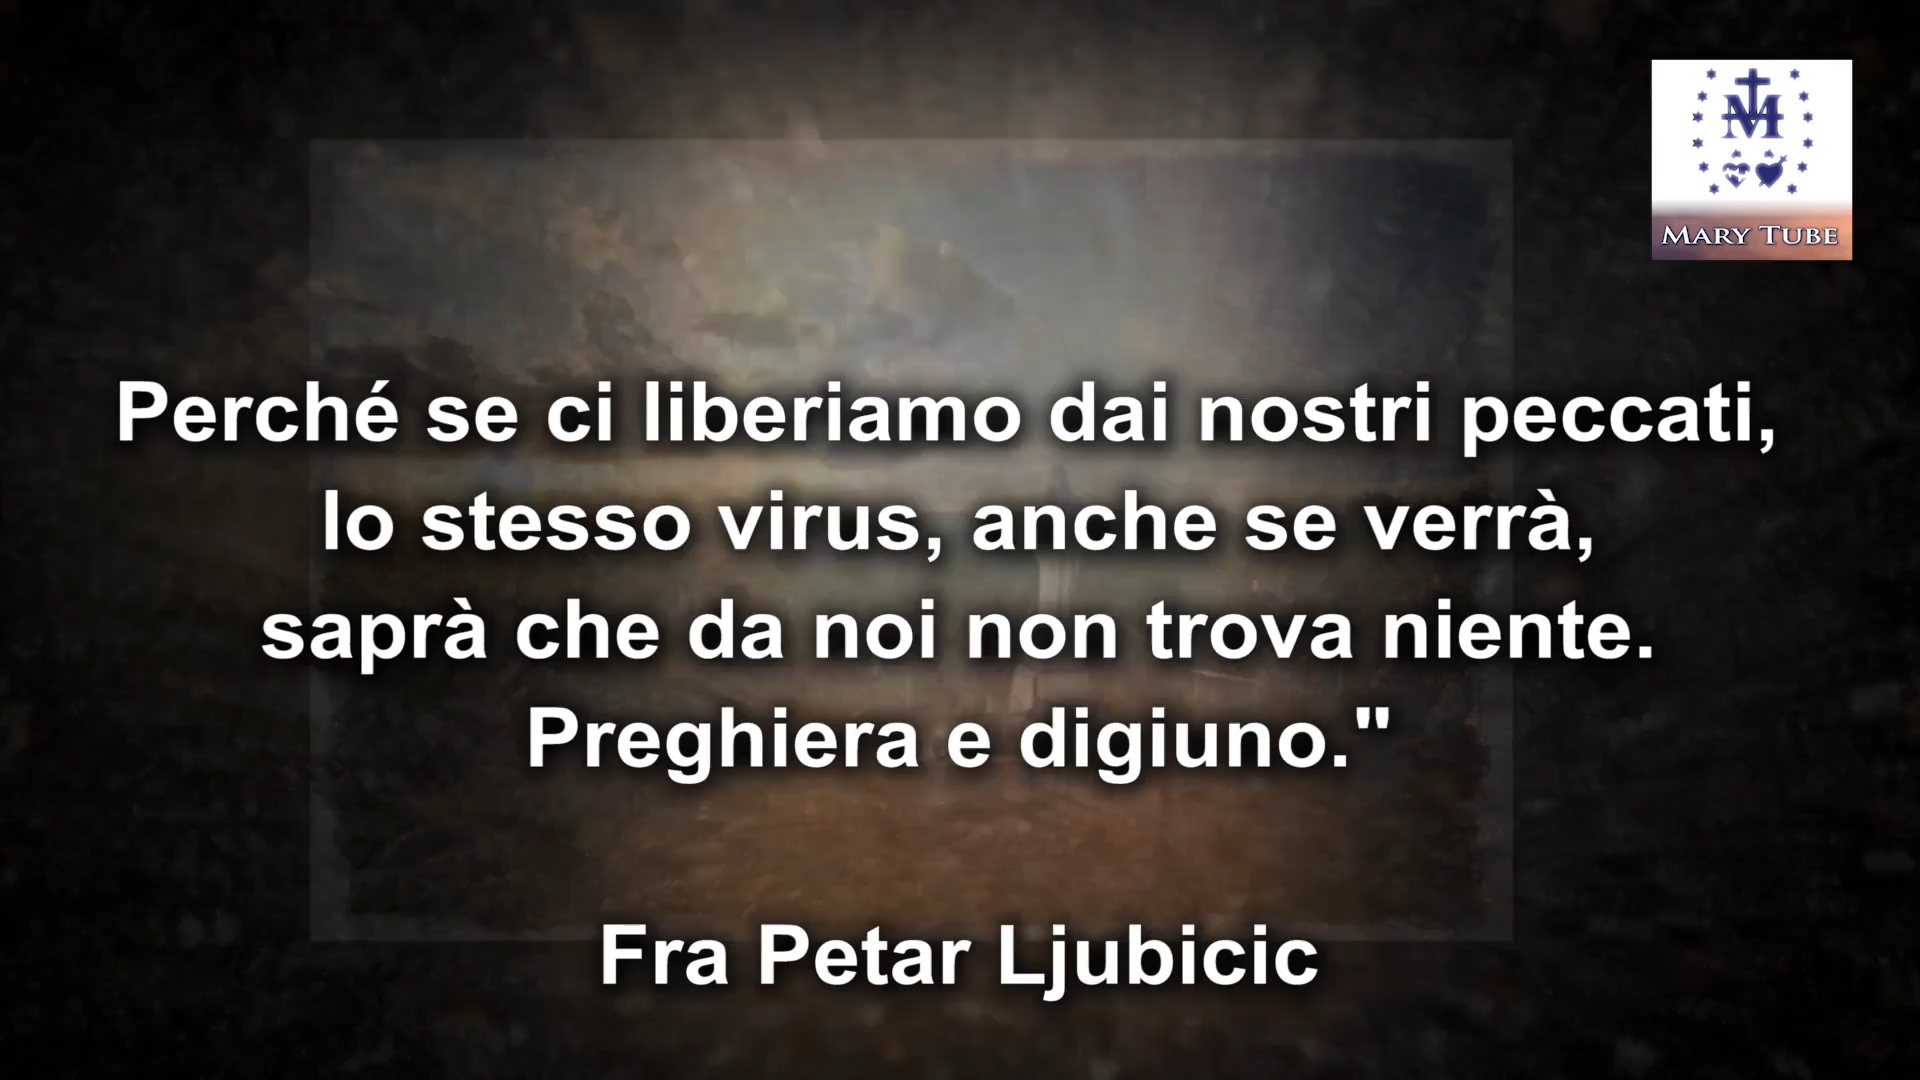 M
MARY TUBE
Perché se ci liberiamo dai nostri peccati,
lo stesso virus, anche se verrà,
saprà che da noi non trova niente.
Preghiera e digiuno."
Fra Petar Ljubicic